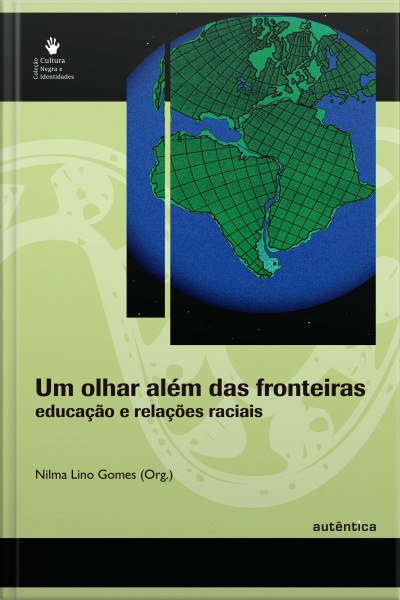 Coleção
Cultura
Negra e
Identidades
Um olhar além das fronteiras
educação e relações raciais
Nilma Lino Gomes (Org.)
autêntica